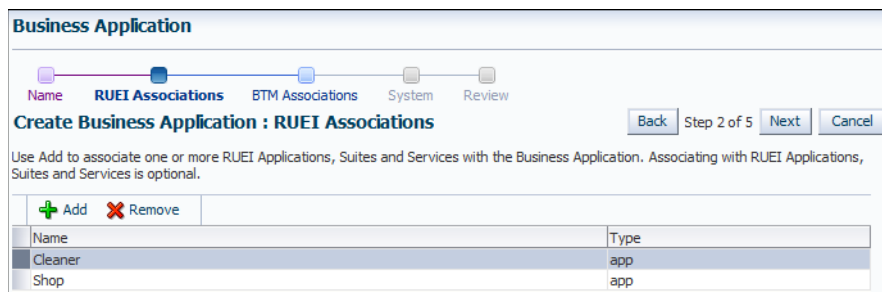 Business Application
Name RUEI Associations BTM Associations System Review
Create Business Application : RUEI Associations Back Step 2 of 5 Next Cancel
Use Add to associate one or more RUEI Applications, Suites and Services with the Business Application. Associating with RUEI Applications,
Suites and Services is optional.
Add Remove
Name Type
Cleaner app
Shop app